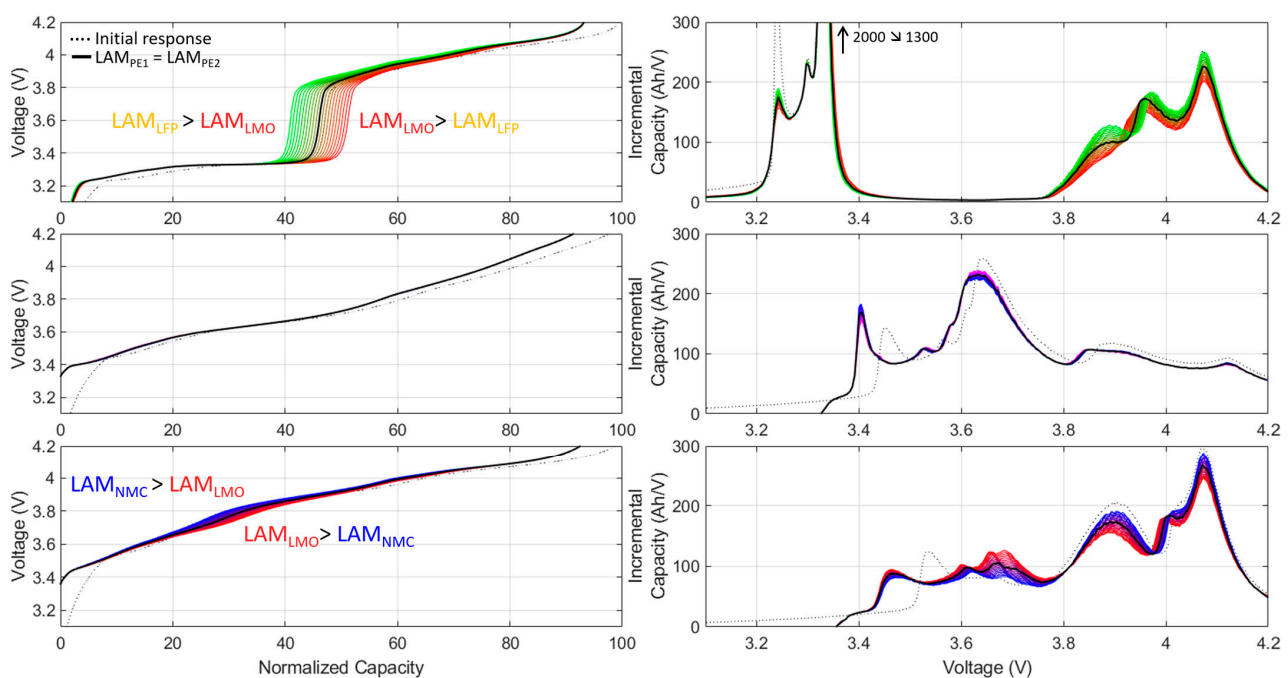 4.2
4.0
3.8
3.6
3.4
3.2
Voltage (V)
Initial response
LAM_PE1 = LAM_PE2
LAM_LFP > LAM_LMO
LAM_LMO > LAM_LFP
0 20 40 60 80 100
300
200
100
0
Incremental
Capacity (Ah/V)
2000 ↘ 1300
3.2 3.4 3.6 3.8 4 4.2
4.2
4.0
3.8
3.6
3.4
3.2
Voltage (V)
0 20 40 60 80 100
300
200
100
0
Incremental
Capacity (Ah/V)
3.2 3.4 3.6 3.8 4 4.2
4.2
4.0
3.8
3.6
3.4
3.2
Voltage (V)
LAM_NMC > LAM_LMO
LAM_LMO > LAM_NMC
0 20 40 60 80 100
Normalized Capacity
300
200
100
0
Incremental
Capacity (Ah/V)
3.2 3.4 3.6 3.8 4 4.2
Voltage (V)